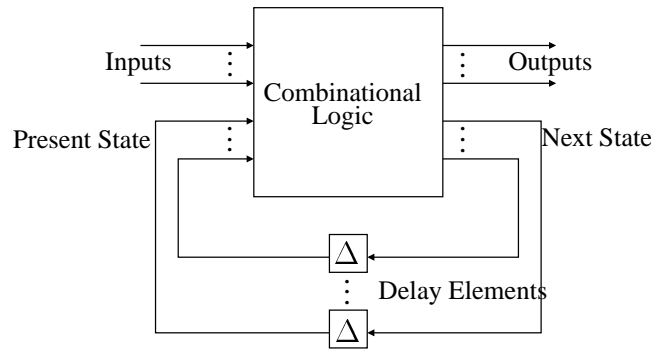 Inputs
Outputs
Combinational
Logic
Present State
Next State
Δ
Delay Elements
Δ